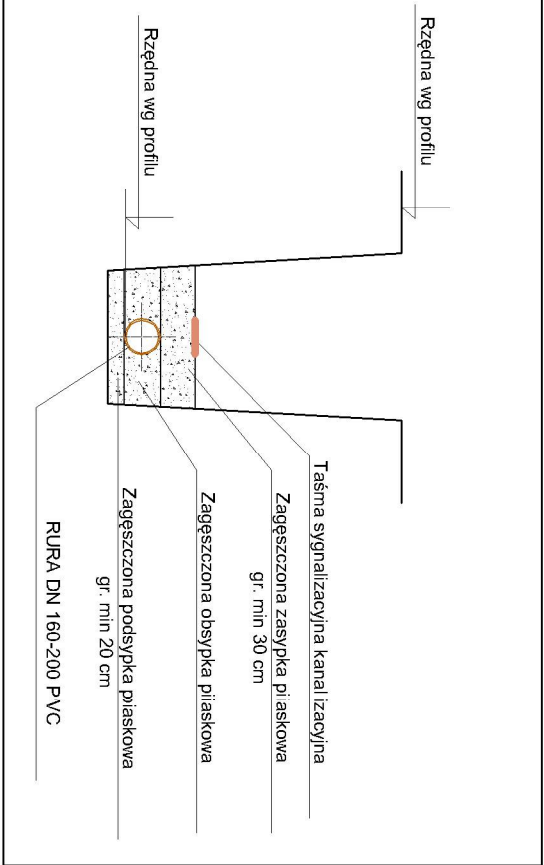 Rzędna wg profilu
Rzędna wg profilu
Taśma sygnalizacyjna kanalizacyjna
Zagęszczona zasypka piaskowa
gr. min 30 cm
Zagęszczona obsypka piaskowa
Zagęszczona podsypka piaskowa
gr. min 20 cm
RURA DN 160-200 PVC